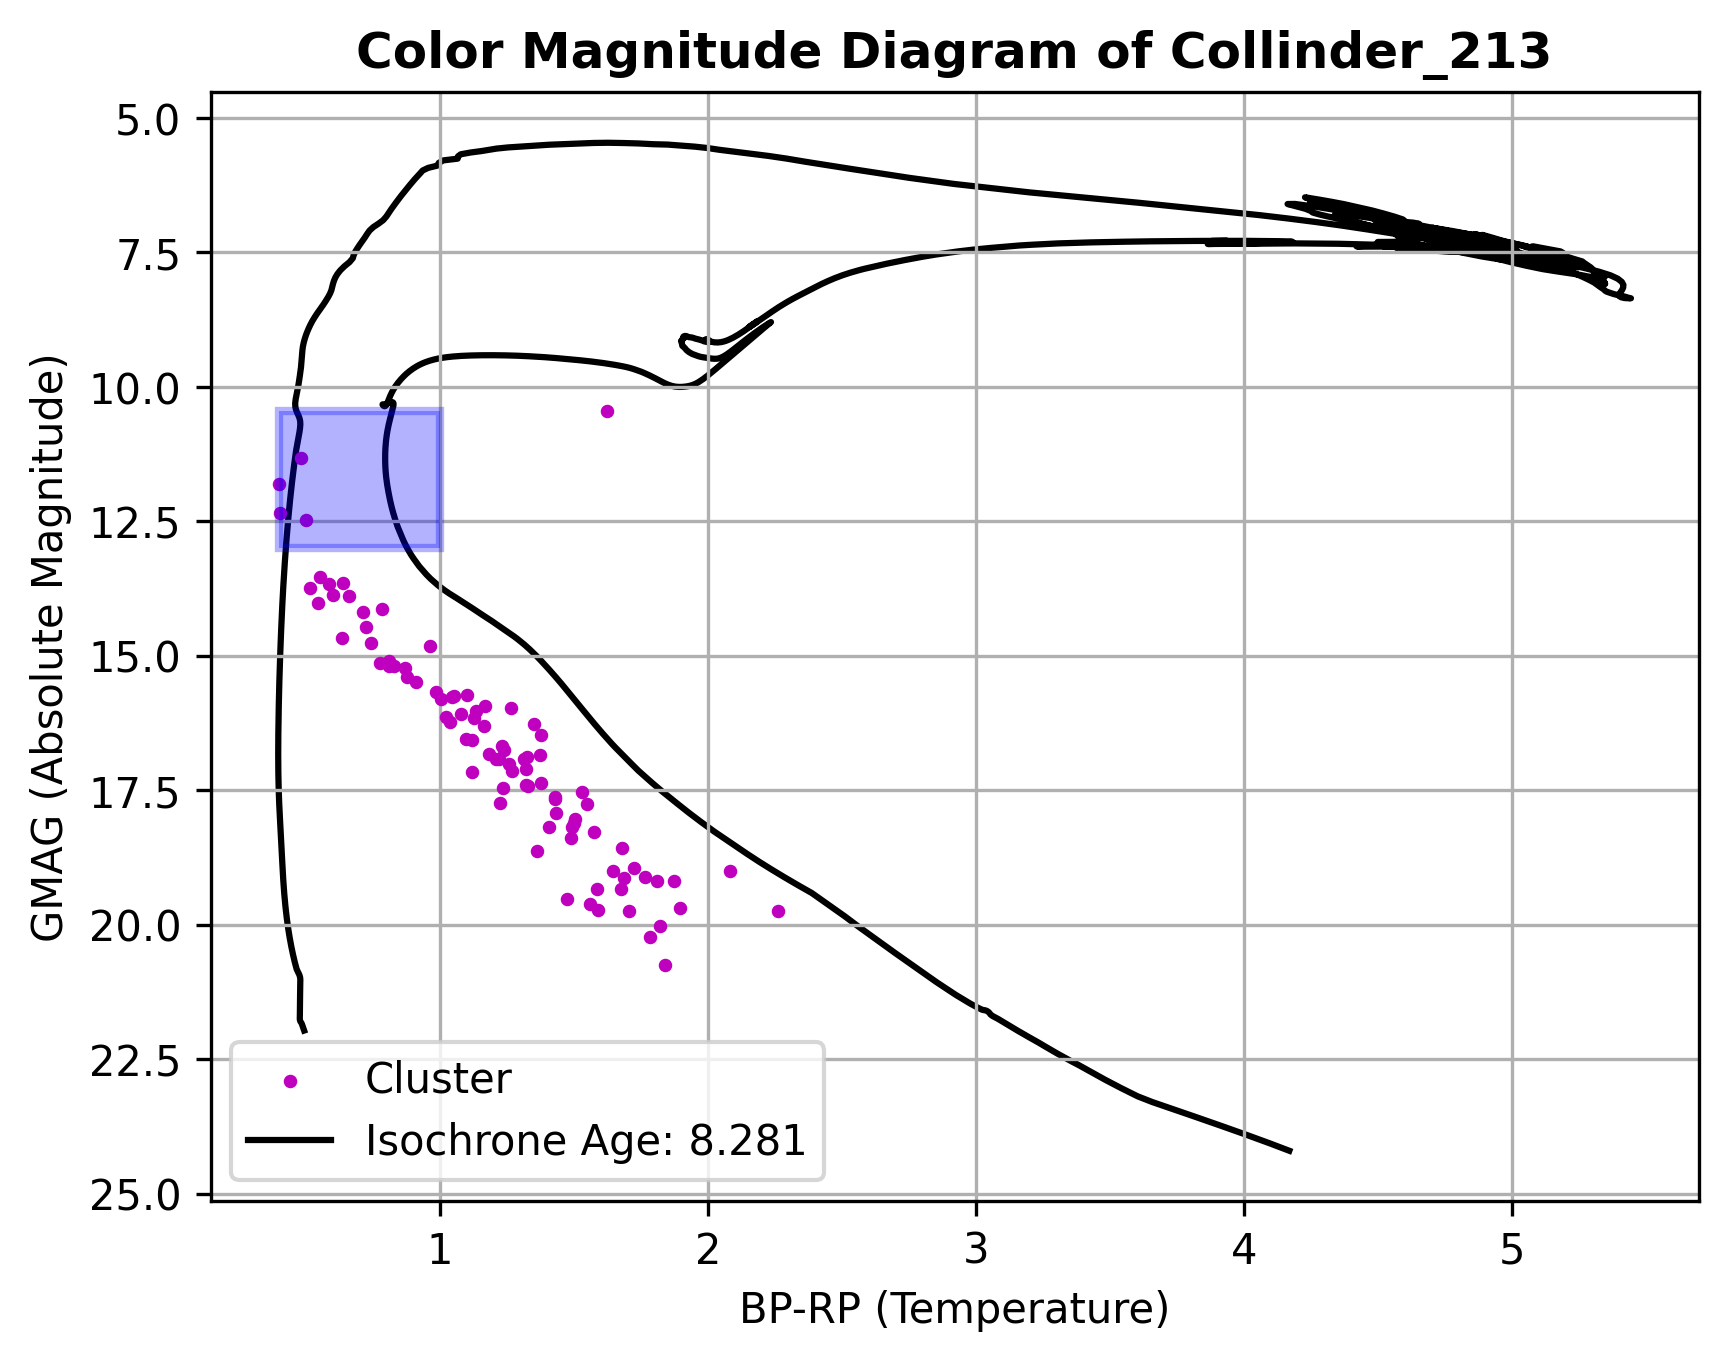 Color Magnitude Diagram of Collinder_213
GMAG (Absolute Magnitude)
5.0
7.5
10.0
12.5
15.0
17.5
20.0
22.5
25.0
Cluster
Isochrone Age: 8.281
1 2 3 4 5
BP-RP (Temperature)